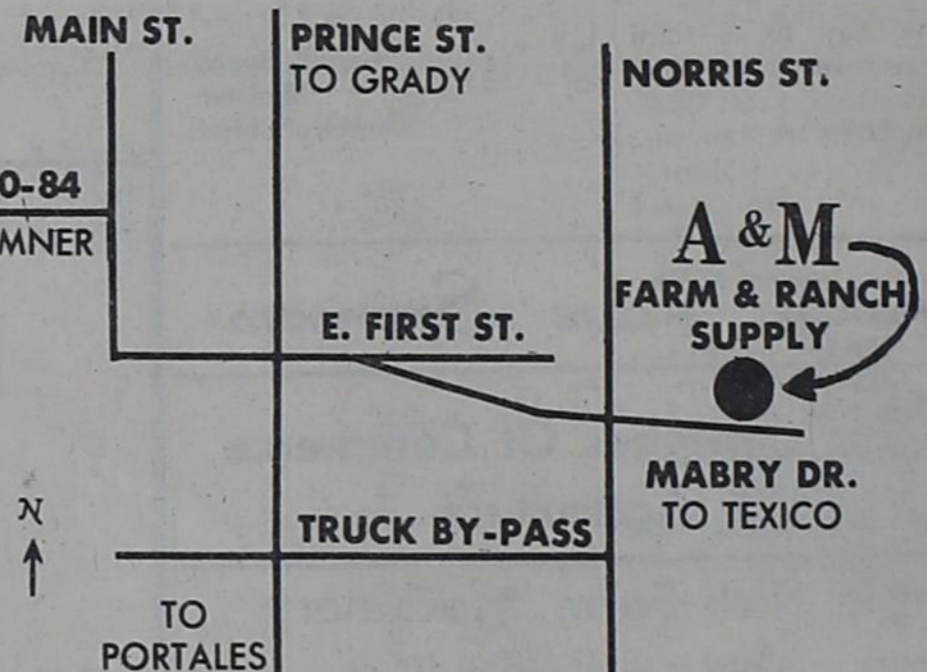 MAIN ST.
PRINCE ST.
TO GRADY
NORRIS ST.
0-84
MNER
A & M
FARM & RANCH
SUPPLY
E. FIRST ST.
MABRY DR.
TO TEXICO
N
TRUCK BY-PASS
TO
PORTALES